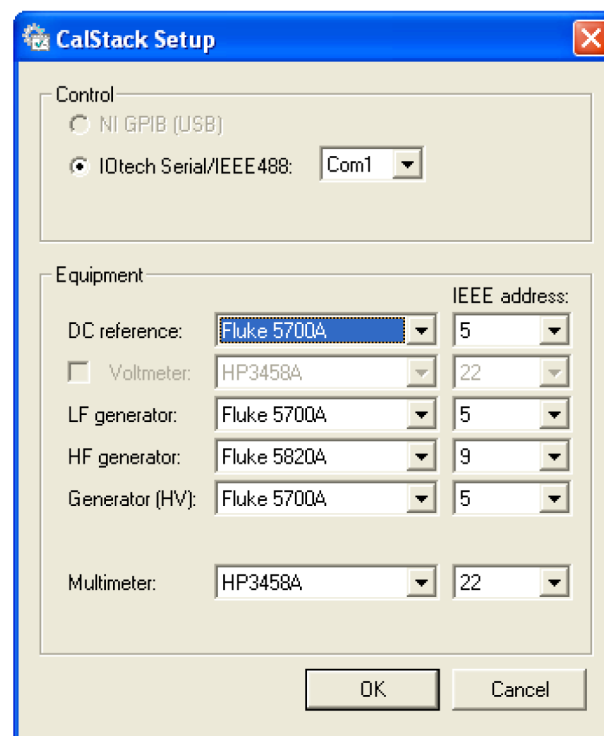 CalStack Setup
Control
NI GPIB (USB)
IOtech Serial/IEEE488: Com1
Equipment
IEEE address:
DC reference: Fluke 5700A 5
Voltmeter: HP3458A 22
LF generator: Fluke 5700A 5
HF generator: Fluke 5820A 9
Generator (HV): Fluke 5700A 5
Multimeter: HP3458A 22
OK Cancel